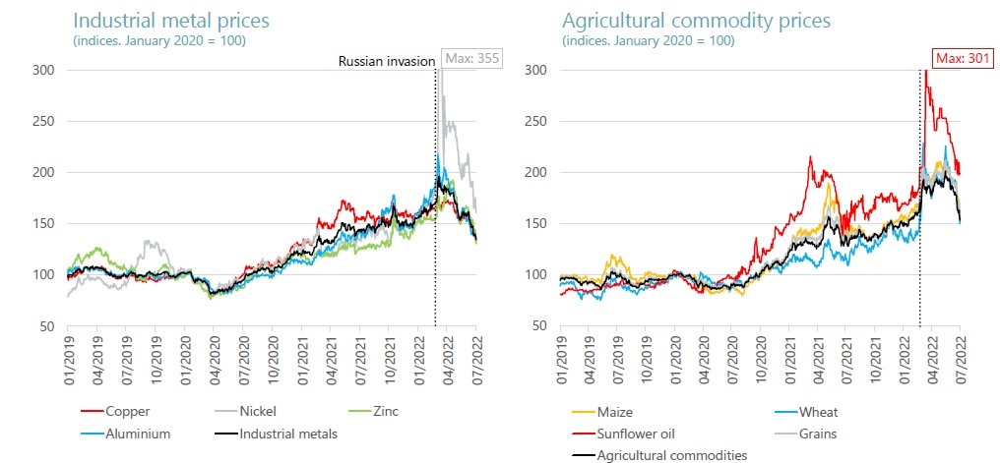 Industrial metal prices
(indices. January 2020 = 100)
Russian invasion
Max: 355
300
250
200
150
100
50
01/2019
04/2019
07/2019
10/2019
01/2020
04/2020
07/2020
10/2020
01/2021
04/2021
07/2021
10/2021
01/2022
04/2022
07/2022
Copper
Nickel
Zinc
Aluminium
Industrial metals
Agricultural commodity prices
(indices. January 2020 = 100)
Max: 301
300
250
200
150
100
50
01/2019
04/2019
07/2019
10/2019
01/2020
04/2020
07/2020
10/2020
01/2021
04/2021
07/2021
10/2021
01/2022
04/2022
07/2022
Maize
Wheat
Sunflower oil
Grains
Agricultural commodities